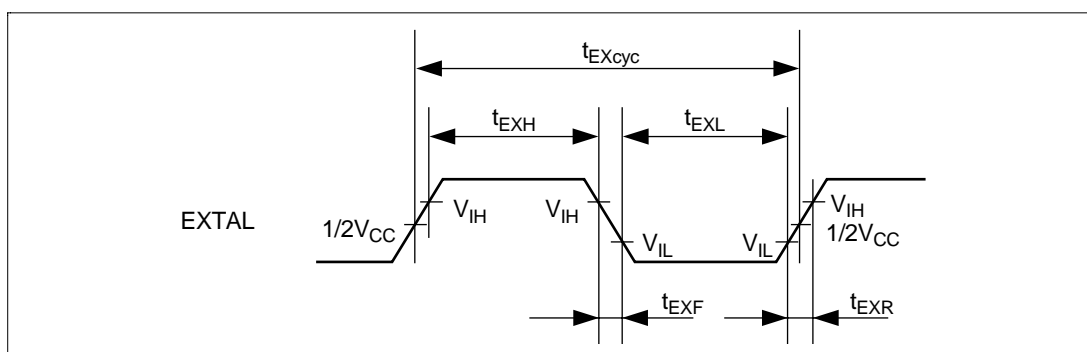 tEXcyc
tEXH
tEXL
EXTAL
1/2VCC
VIH
VIH
VIL
VIL
VIH
1/2VCC
tEXF
tEXR